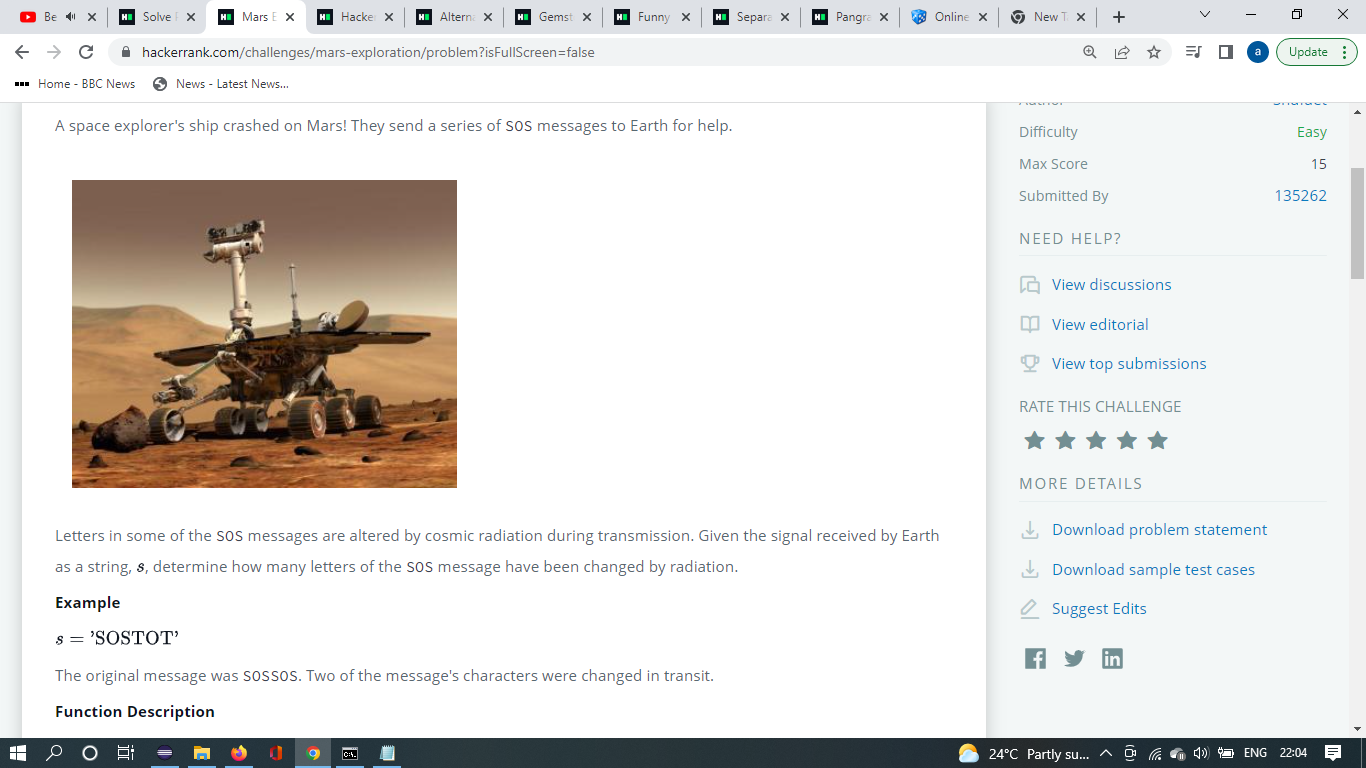 Be
Solve
Mars E
Hacke
Altern
Gemst
Funny
Separa
Pangra
Online
New T
hackerrank.com/challenges/mars-exploration/problem?isFullScreen=false
a
Update
Home - BBC News
News - Latest News...
A space explorer's ship crashed on Mars! They send a series of SOS messages to Earth for help.
Letters in some of the SOS messages are altered by cosmic radiation during transmission. Given the signal received by Earth
as a string, s, determine how many letters of the SOS message have been changed by radiation.
Example
s = 'SOSTOT'
The original message was SOSSOS. Two of the message's characters were changed in transit.
Function Description
Difficulty Easy
Max Score 15
Submitted By 135262
NEED HELP?
View discussions
View editorial
View top submissions
RATE THIS CHALLENGE
MORE DETAILS
Download problem statement
Download sample test cases
Suggest Edits
24°C Partly su... ENG 22:04